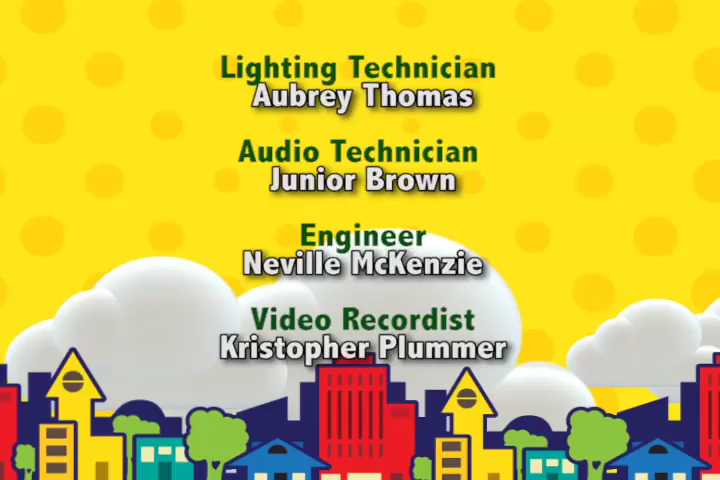 Lighting Technician
Aubrey Thomas
Audio Technician
Junior Brown
Engineer
Neville McKenzie
Video Recordist
Kristopher Plummer